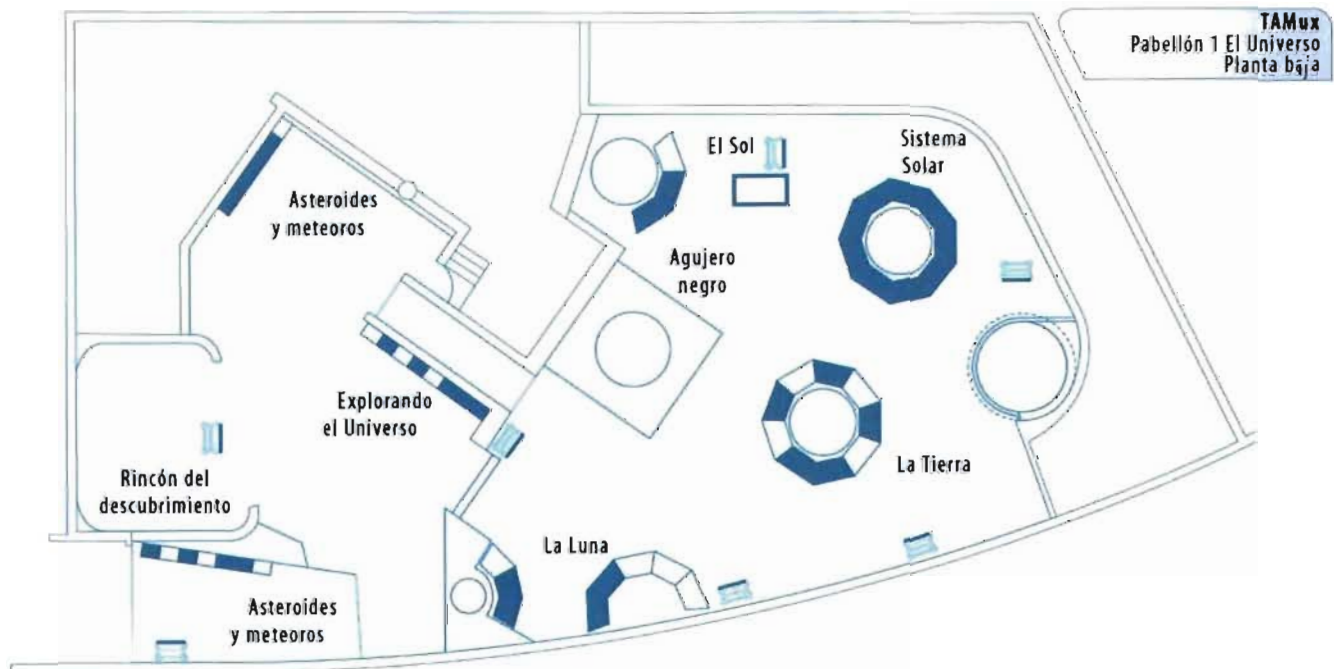 TAMux
Pabellón 1 El Universo
Planta baja
El Sol
Sistema
Solar
Asteroides
y meteoros
Agujero
negro
Explorando
el Universo
La Tierra
Rincón del
descubrimiento
La Luna
Asteroides
y meteoros